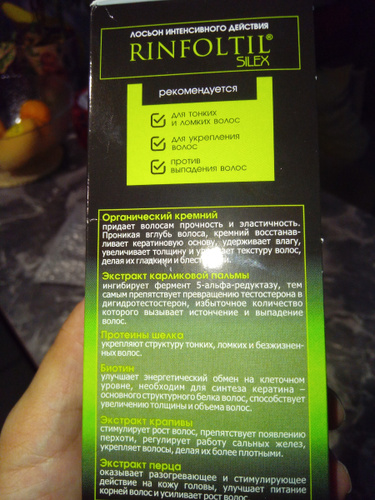 ЛОСЬОН ИНТЕНСИВНОГО ДЕЙСТВИЯ
RINFOLTIL®
SILEX
рекомендуется
для тонких
и ломких волос
для укрепления
волос
против
выпадения волос
Органический кремний
придает волосам прочность и эластичность.
Проникая вглубь волоса, кремний восстанав-
ливает кератиновую основу, удерживает влагу,
увеличивает толщину и текстуру волос,
делая их гладкими и
Экстракт карликовой пальмы
ингибирует фермент 5-альфа-редуктазу, тем
самым препятствует превращению тестостерона в
дигидротестостерон, избыточное количество
которого вызывает истончение и выпадение
волос.
Протеины шелка
укрепляют структуру тонких, ломких и безжизнен-
ных волос.
Биотин
улучшает энергетический обмен на клеточном
уровне, необходим для синтеза кератина –
основного структурного белка волос, способствует
увеличению толщины и объема волос.
Экстракт крапивы
стимулирует рост волос, препятствует появлению
перхоти, регулирует работу сальных желез,
укрепляет волосы, делая их более плотными.
Экстракт перца
оказывает разогревающее и стимулирующее
действие на кожу головы, улучшает питание
корней волос и усиливает рост волос.